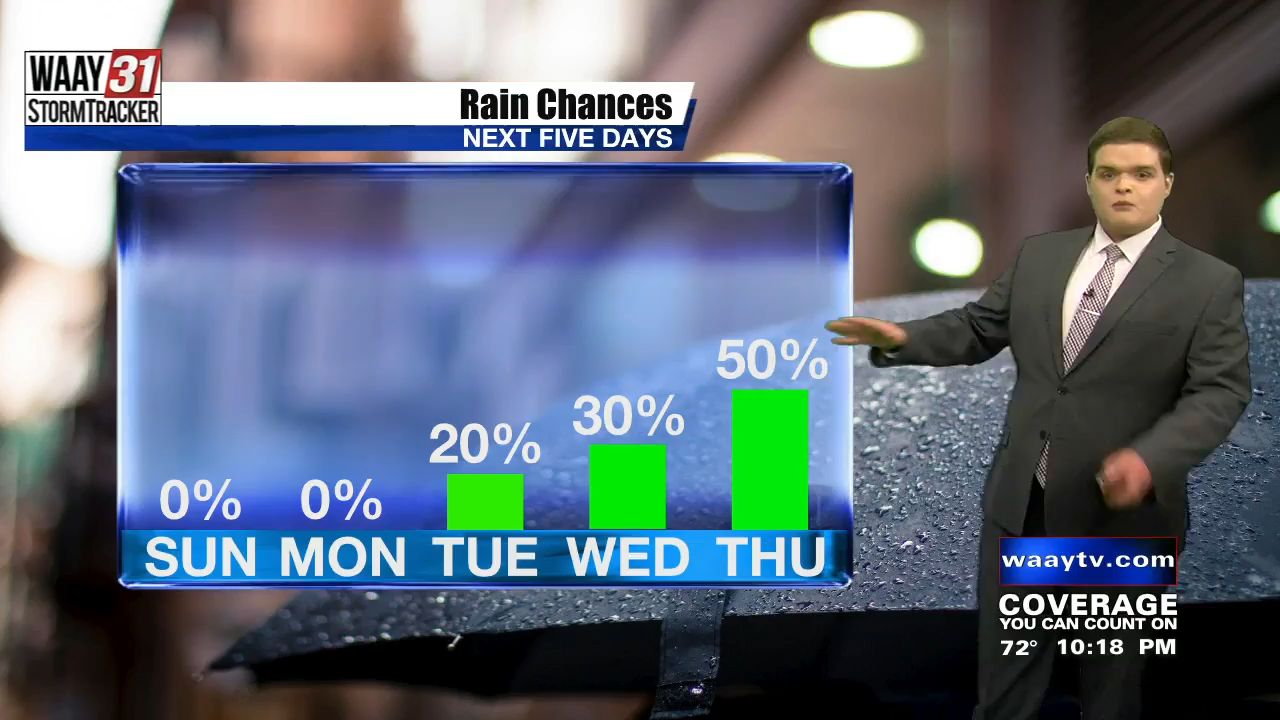 WAAY 31
STORMTRACKER
Rain Chances
NEXT FIVE DAYS
0% 0% 20% 30% 50%
SUN MON TUE WED THU
waaytv.com
COVERAGE
YOU CAN COUNT ON
72° 10:18 PM